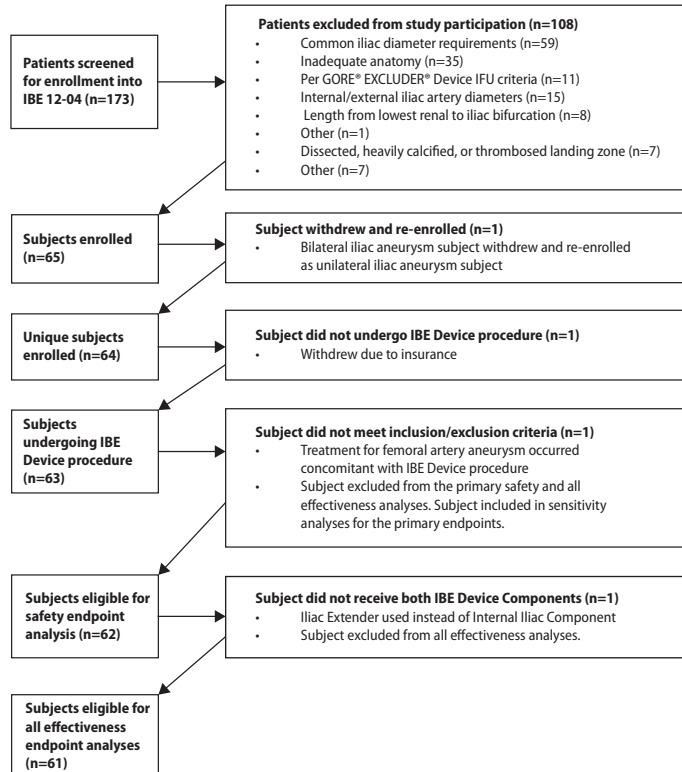 Patients screened
for enrollment into
IBE 12-04 (n=173)
Patients excluded from study participation (n=108)
• Common iliac diameter requirements (n=59)
• Inadequate anatomy (n=35)
• Per GORE® EXCLUDER® Device IFU criteria (n=11)
• Internal/external iliac artery diameters (n=15)
• Length from lowest renal to iliac bifurcation (n=8)
• Other (n=1)
• Dissected, heavily calcified, or thrombosed landing zone (n=7)
• Other (n=7)
Subjects enrolled
(n=65)
Subject withdrew and re-enrolled (n=1)
• Bilateral iliac aneurysm subject withdrew and re-enrolled
as unilateral iliac aneurysm subject
Unique subjects
enrolled (n=64)
Subject did not undergo IBE Device procedure (n=1)
• Withdrew due to insurance
Subjects
undergoing IBE
Device procedure
(n=63)
Subject did not meet inclusion/exclusion criteria (n=1)
• Treatment for femoral artery aneurysm occurred
concomitant with IBE Device procedure
• Subject excluded from the primary safety and all
effectiveness analyses. Subject included in sensitivity
analyses for the primary endpoints.
Subjects eligible for
safety endpoint
analysis (n=62)
Subject did not receive both IBE Device Components (n=1)
• Iliac Extender used instead of Internal Iliac Component
• Subject excluded from all effectiveness analyses.
Subjects eligible for
all effectiveness
endpoint analyses
(n=61)